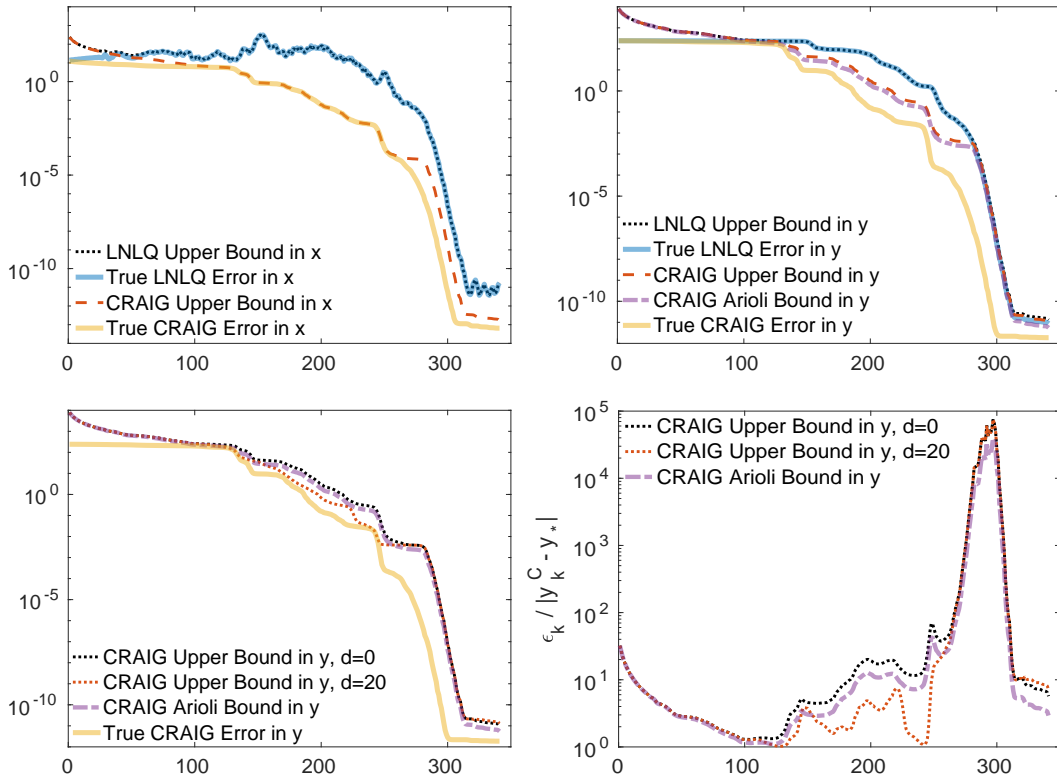 10^0
10^-5
10^-10
LNLQ Upper Bound in x
True LNLQ Error in x
CRAIG Upper Bound in x
True CRAIG Error in x
0 100 200 300
10^0
10^-5
10^-10
LNLQ Upper Bound in y
True LNLQ Error in y
CRAIG Upper Bound in y
CRAIG Arioli Bound in y
True CRAIG Error in y
0 100 200 300
10^0
10^-5
10^-10
CRAIG Upper Bound in y, d=0
CRAIG Upper Bound in y, d=20
CRAIG Arioli Bound in y
True CRAIG Error in y
0 100 200 300
ϵ_k / |y_k^C - y_*|
10^5
10^4
10^3
10^2
10^1
10^0
CRAIG Upper Bound in y, d=0
CRAIG Upper Bound in y, d=20
CRAIG Arioli Bound in y
0 100 200 300